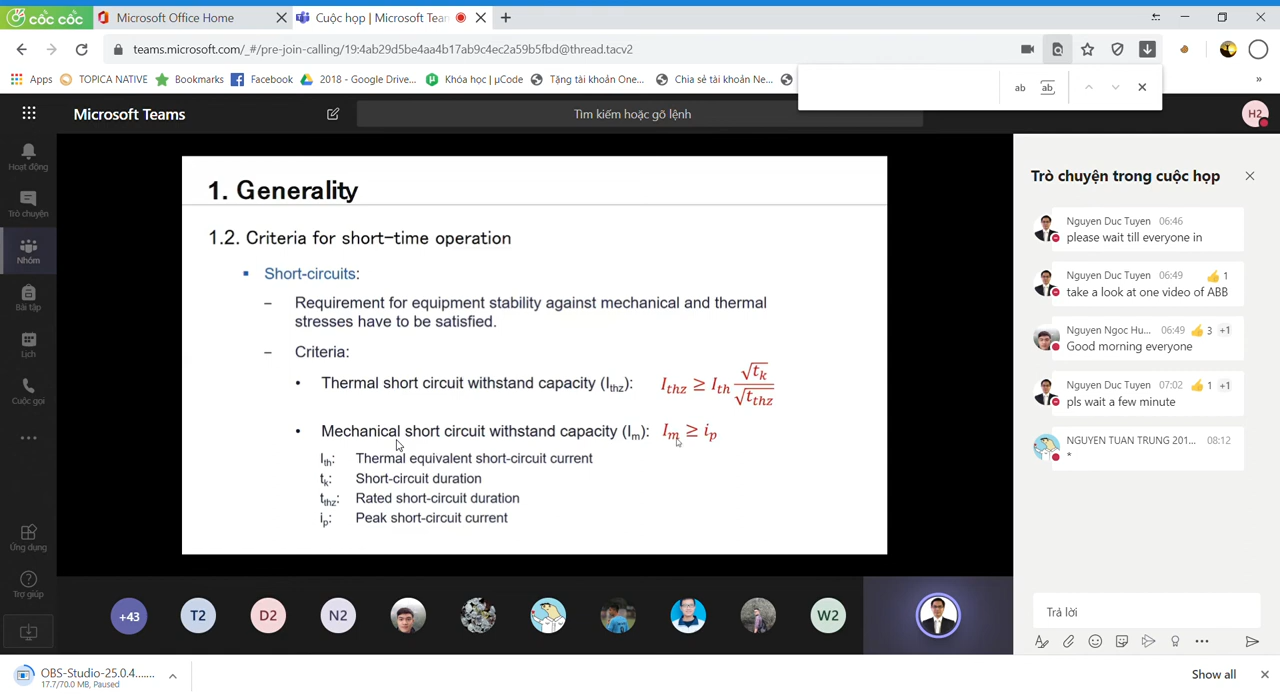 cốc cốc
Microsoft Office Home
Cuộc họp | Microsoft Tear
teams.microsoft.com/_#/pre-join-calling/19:4ab29d5be4aa4b17ab9c4ec2a59b5fbd@thread.tacv2
Apps TOPICA NATIVE Bookmarks Facebook 2018 - Google Drive... Khóa học | µCode Tặng tài khoản One... Chia sẻ tài khoản Ne... »
ab ab
Microsoft Teams
Tìm kiếm hoặc gõ lệnh
H2
Hoạt động
Trò chuyện
Nhóm
Bài tập
Lịch
Cuộc gọi
Ứng dụng
Trợ giúp
1. Generality
1.2. Criteria for short-time operation
▪ Short-circuits:
– Requirement for equipment stability against mechanical and thermal
stresses have to be satisfied.
– Criteria:
• Thermal short circuit withstand capacity (Ithz): Ithz ≥ Ith √tk / √tthz
• Mechanical short circuit withstand capacity (Im): Im ≥ ip
Ith: Thermal equivalent short-circuit current
tk: Short-circuit duration
tthz: Rated short-circuit duration
ip: Peak short-circuit current
+43 T2 D2 N2 W2
Trò chuyện trong cuộc họp
Nguyen Duc Tuyen 06:46
please wait till everyone in
Nguyen Duc Tuyen 06:49 👍 1
take a look at one video of ABB
Nguyen Ngoc Hu... 06:49 👍 3 +1
Good morning everyone
Nguyen Duc Tuyen 07:02 👍 1 +1
pls wait a few minute
NGUYEN TUAN TRUNG 201... 08:12
*
Trả lời
OBS-Studio-25.0.4.......
17.7/70.0 MB, Paused
Show all